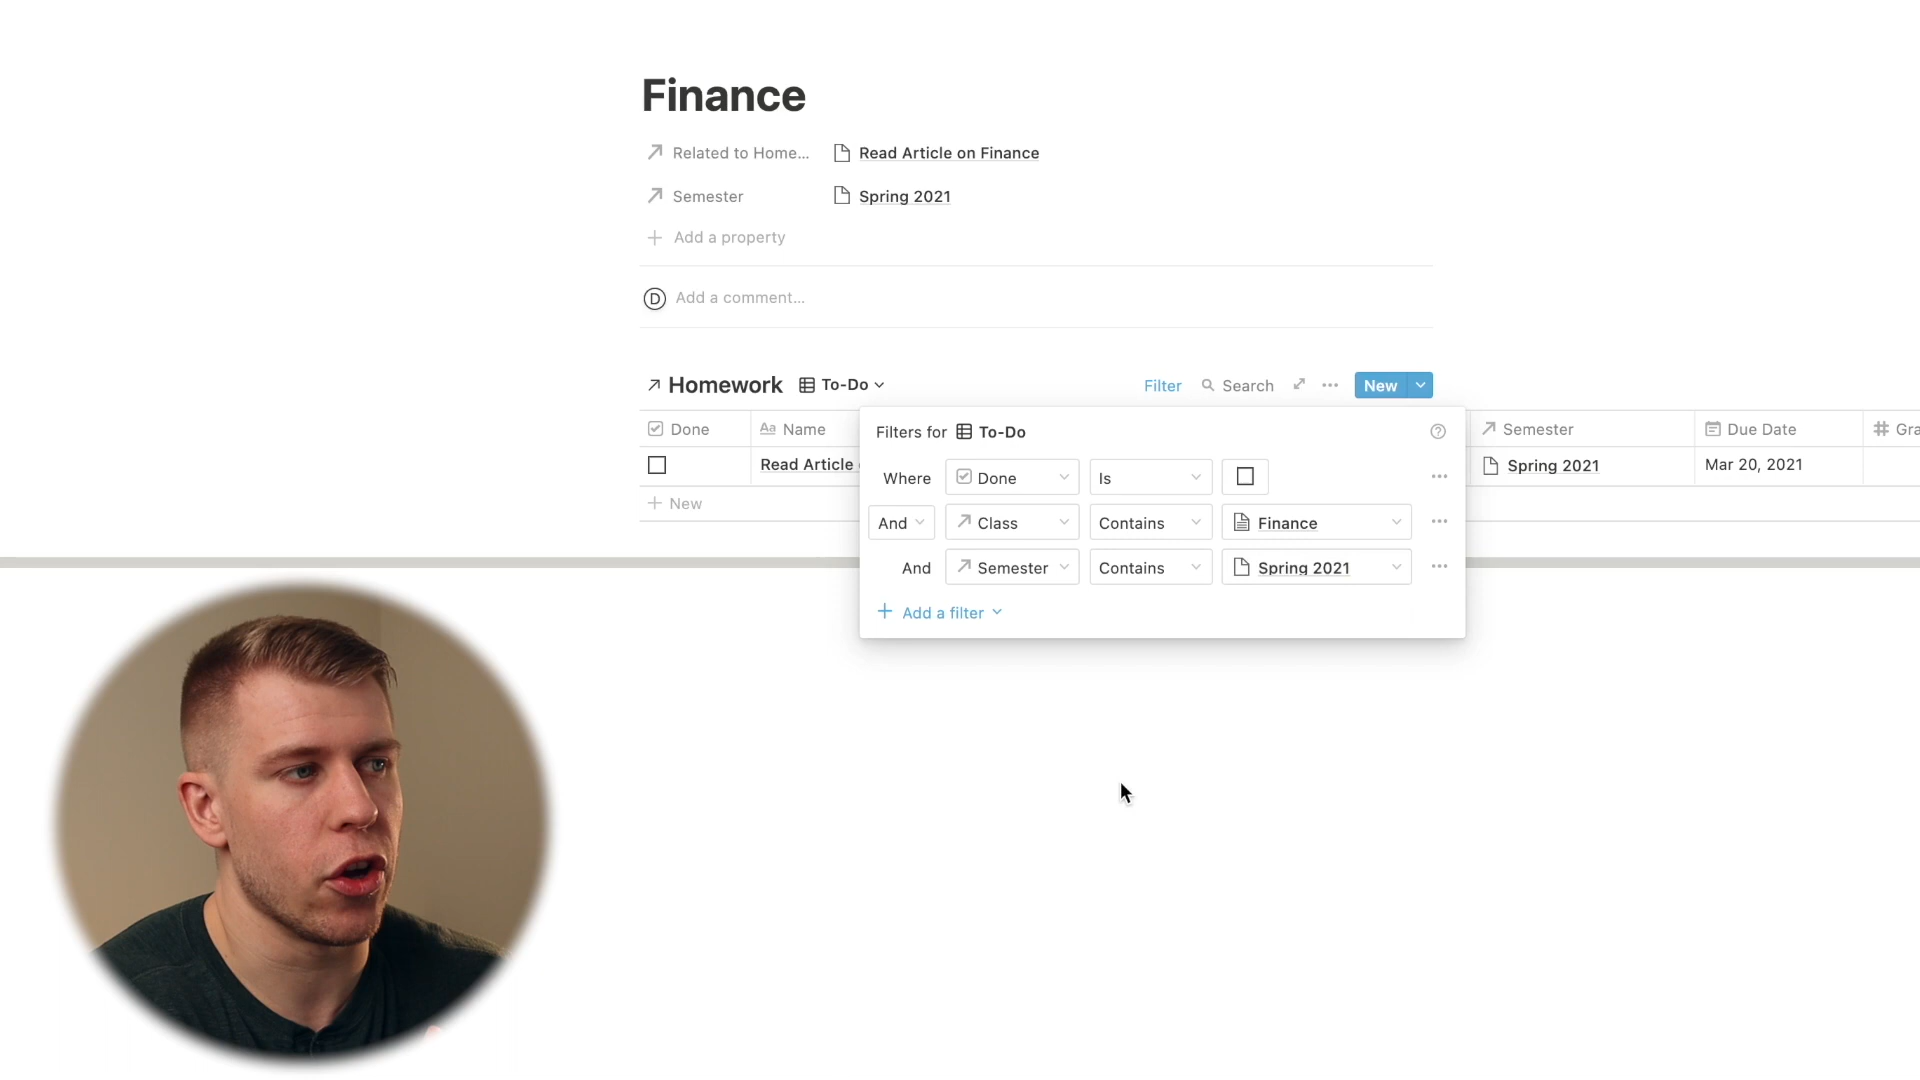 Finance
Related to Home... Read Article on Finance
Semester Spring 2021
Add a property
D Add a comment...
Homework To-Do Filter Search ... New
Done Aa Name Semester Due Date # Gra
Read Article Spring 2021 Mar 20, 2021
+ New
Filters for To-Do ?
Where Done Is ...
And Class Contains Finance ...
And Semester Contains Spring 2021 ...
+ Add a filter